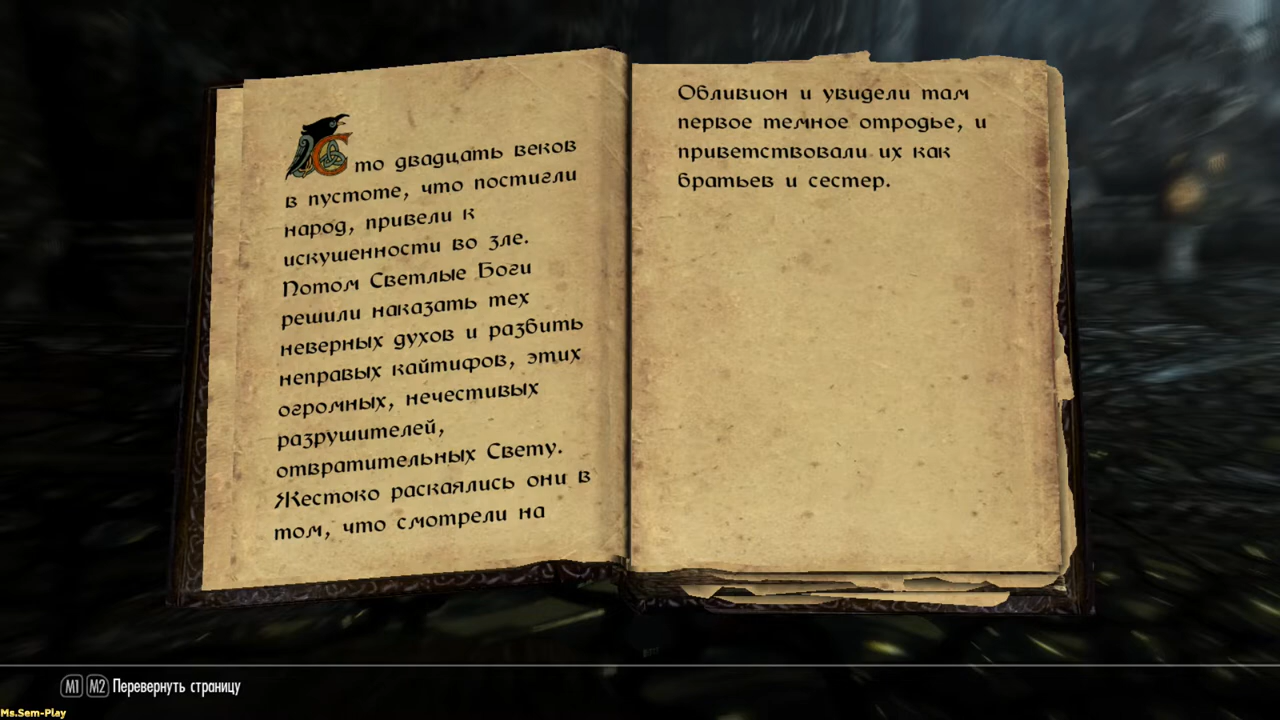 Сто двадцать веков
в пустоте, что постигли
народ, привели к
искушенности во зле.
Потом Светлые Боги
решили наказать тех
неверных духов и разбить
неправых кайтифов, этих
огромных, нечестивых
разрушителей,
отвратительных Свету.
Жестоко раскаялись они в
том, что смотрели на
Обливион и увидели там
первое темное отродье, и
приветствовали их как
братьев и сестер.
M1 M2 Перевернуть страницу
Ms.Sem-Play